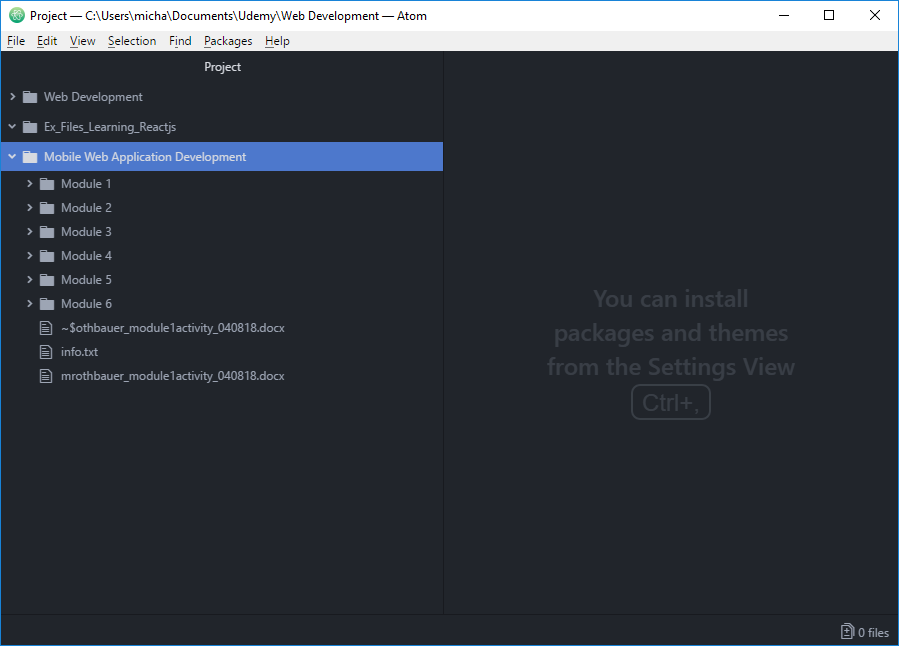 Project — C:\Users\micha\Documents\Udemy\Web Development — Atom
File Edit View Selection Find Packages Help
Project
Web Development
Ex_Files_Learning_Reactjs
Mobile Web Application Development
Module 1
Module 2
Module 3
Module 4
Module 5
Module 6
~$othbauer_module1activity_040818.docx
info.txt
mrothbauer_module1activity_040818.docx
You can install
packages and themes
from the Settings View
Ctrl+,
0 files